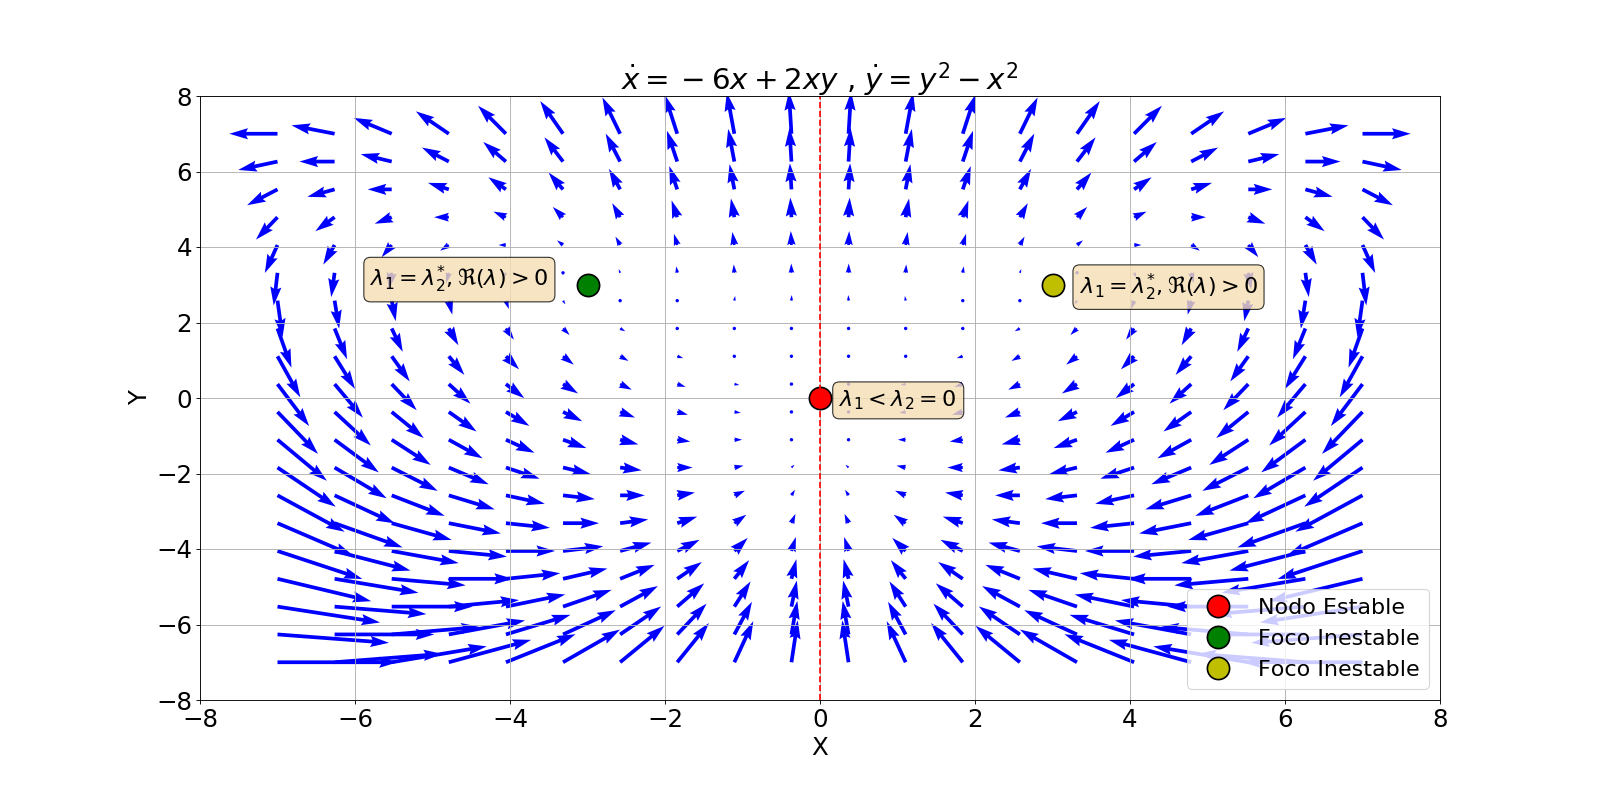 ẋ = −6x + 2xy , ẏ = y² − x²
8
6
4
2
0
−2
−4
−6
−8
Y
λ₁ = λ₂*, ℜ(λ) > 0
λ₁ = λ₂*, ℜ(λ) > 0
λ₁ < λ₂ = 0
Nodo Estable
Foco Inestable
Foco Inestable
−8 −6 −4 −2 0 2 4 6 8
X